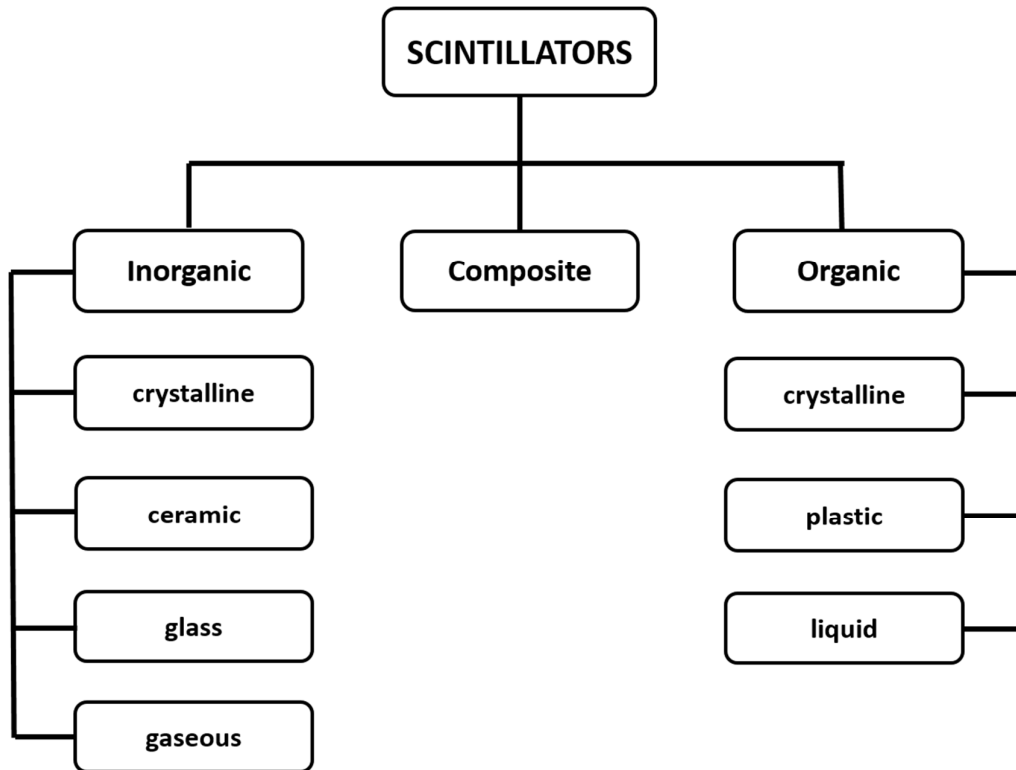 SCINTILLATORS
Inorganic
Composite
Organic
crystalline
crystalline
ceramic
plastic
glass
liquid
gaseous